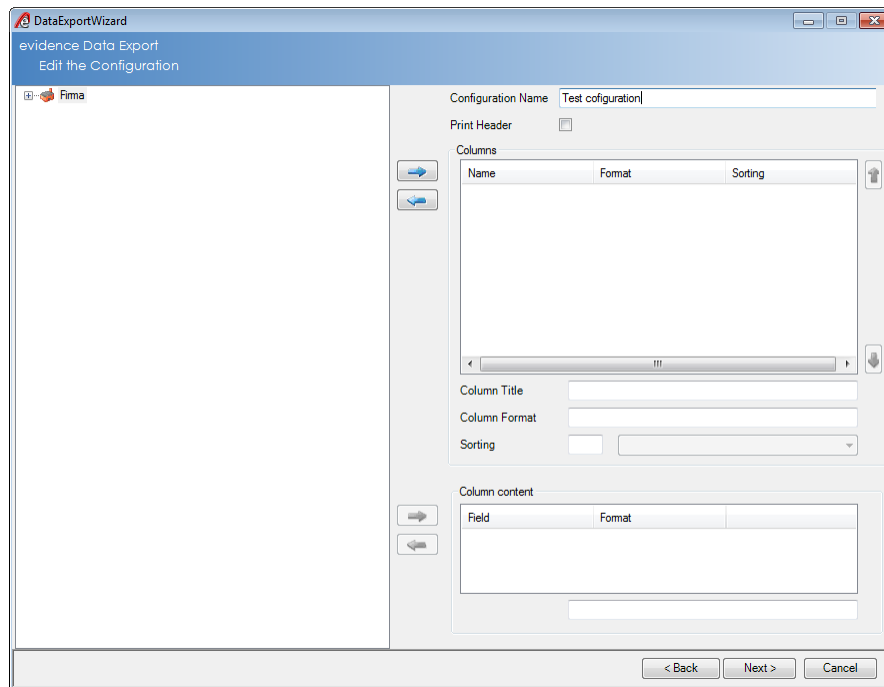 DataExportWizard
evidence Data Export
Edit the Configuration
Firma
Configuration Name Test cofiguration
Print Header
Columns
Name Format Sorting
Column Title
Column Format
Sorting
Column content
Field Format
< Back Next > Cancel